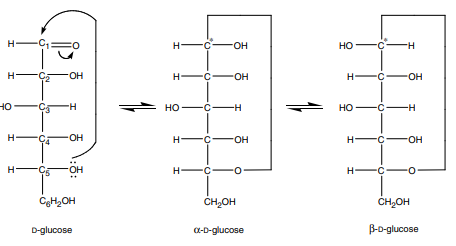 H C₁ O H C* OH HO C* H
H C₂ OH H C OH H C OH
HO C₃ H HO C H HO C H
H C₄ OH H C OH H C OH
H C₅ OH H C O H C O
C₆H₂OH CH₂OH CH₂OH
D-glucose α-D-glucose β-D-glucose